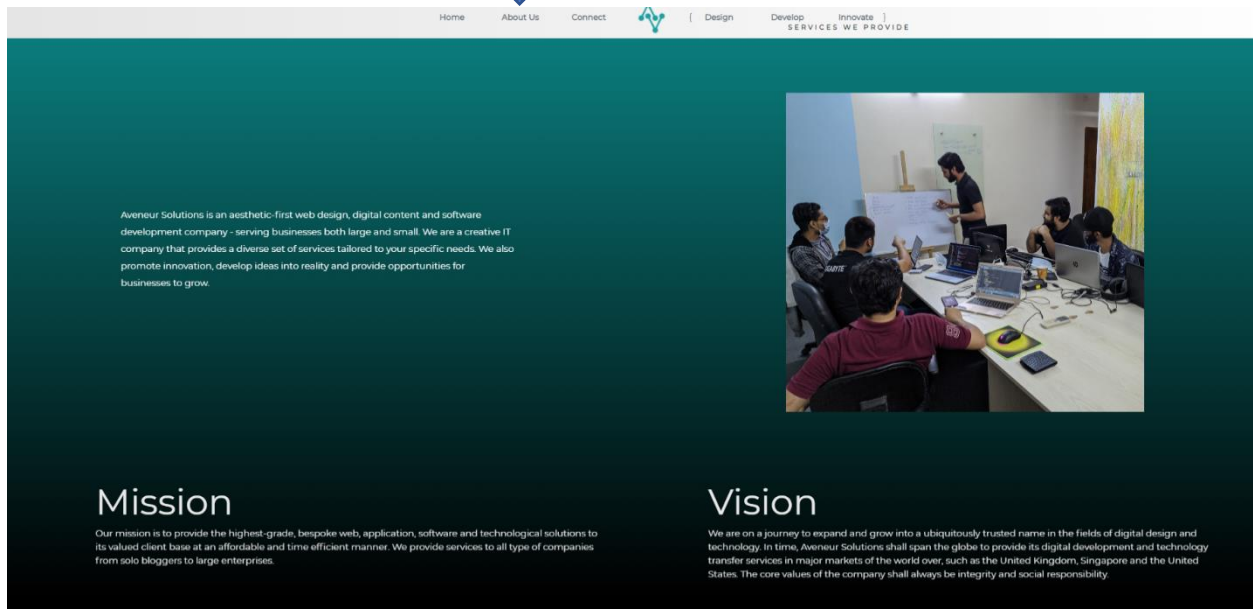 Home About Us Connect [ Design Develop Innovate ]
SERVICES WE PROVIDE
Aveneur Solutions is an aesthetic-first web design, digital content and software
development company - serving businesses both large and small. We are a creative IT
company that provides a diverse set of services tailored to your specific needs. We also
promote innovation, develop ideas into reality and provide opportunities for
businesses to grow.
GIGABYTE
Mission
Our mission is to provide the highest-grade, bespoke web, application, software and technological solutions to
its valued client base at an affordable and time efficient manner. We provide services to all type of companies
from solo bloggers to large enterprises.
Vision
We are on a journey to expand and grow into a ubiquitously trusted name in the fields of digital design and
technology. In time, Aveneur Solutions shall span the globe to provide its digital development and technology
transfer services in major markets of the world over, such as the United Kingdom, Singapore and the United
States. The core values of the company shall always be integrity and social responsibility.